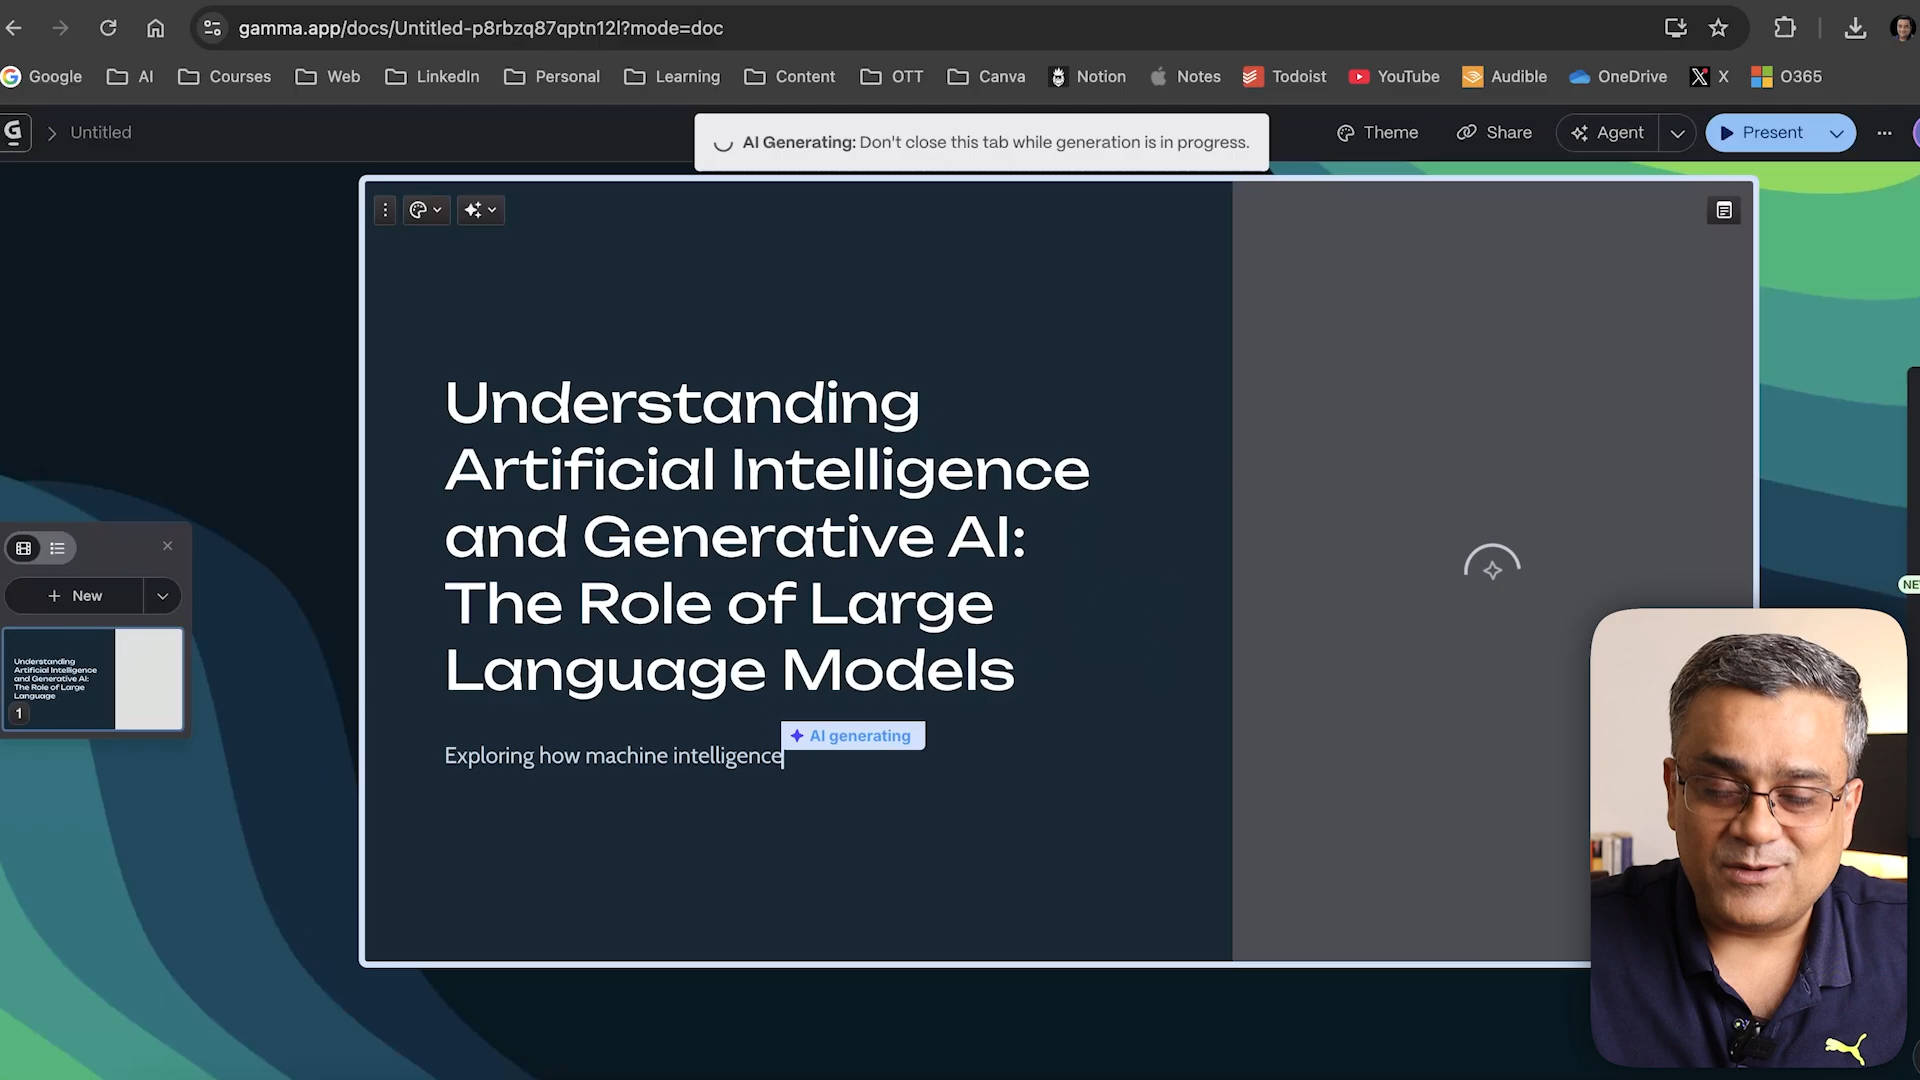 gamma.app/docs/Untitled-p8rbzq87qptn12l?mode=doc
Google AI Courses Web LinkedIn Personal Learning Content OTT Canva Notion Notes Todoist YouTube Audible OneDrive X O365
Untitled
AI Generating: Don't close this tab while generation is in progress.
Theme Share Agent Present
Understanding
Artificial Intelligence
and Generative AI:
The Role of Large
Language Models
AI generating
Exploring how machine intelligence
New
Understanding
Artificial Intelligence
and Generative AI:
The Role of Large
Language
1
NE